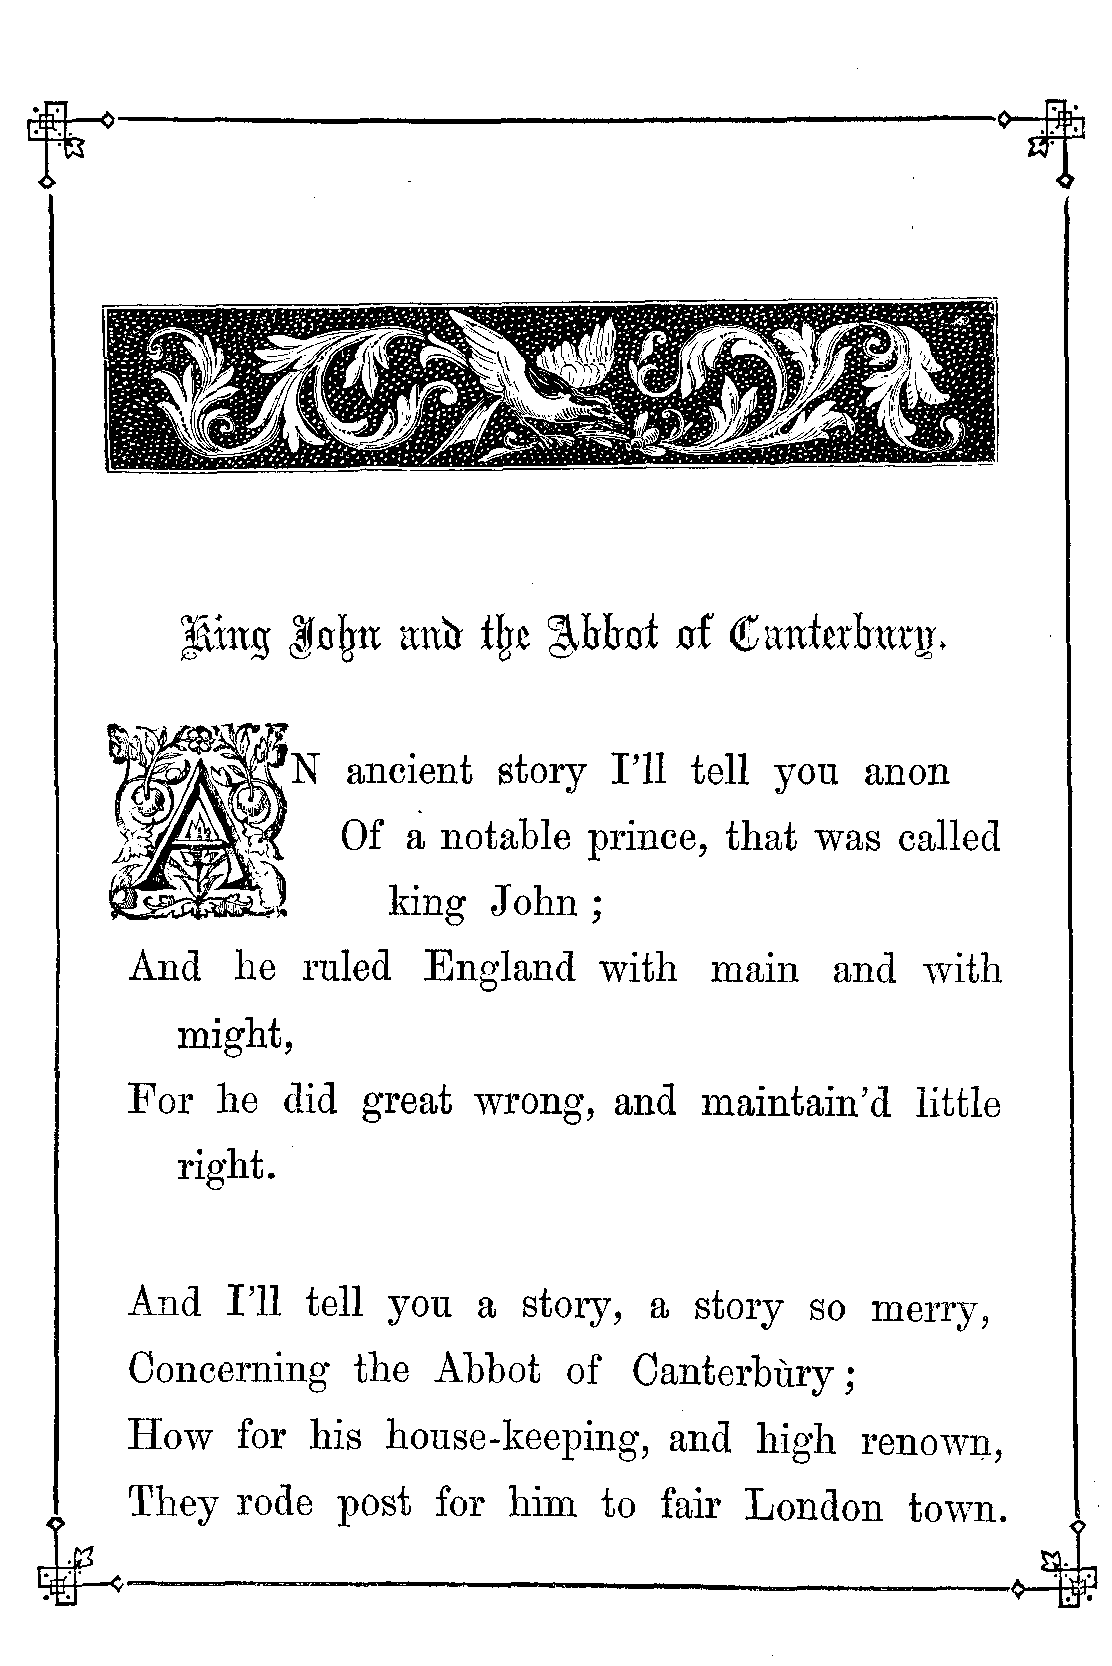 King John and the Abbot of Canterbury.
AN ancient story I'll tell you anon
Of a notable prince, that was called
king John ;
And he ruled England with main and with
might,
For he did great wrong, and maintain'd little
right.
And I'll tell you a story, a story so merry,
Concerning the Abbot of Canterbùry ;
How for his house-keeping, and high renown,
They rode post for him to fair London town.